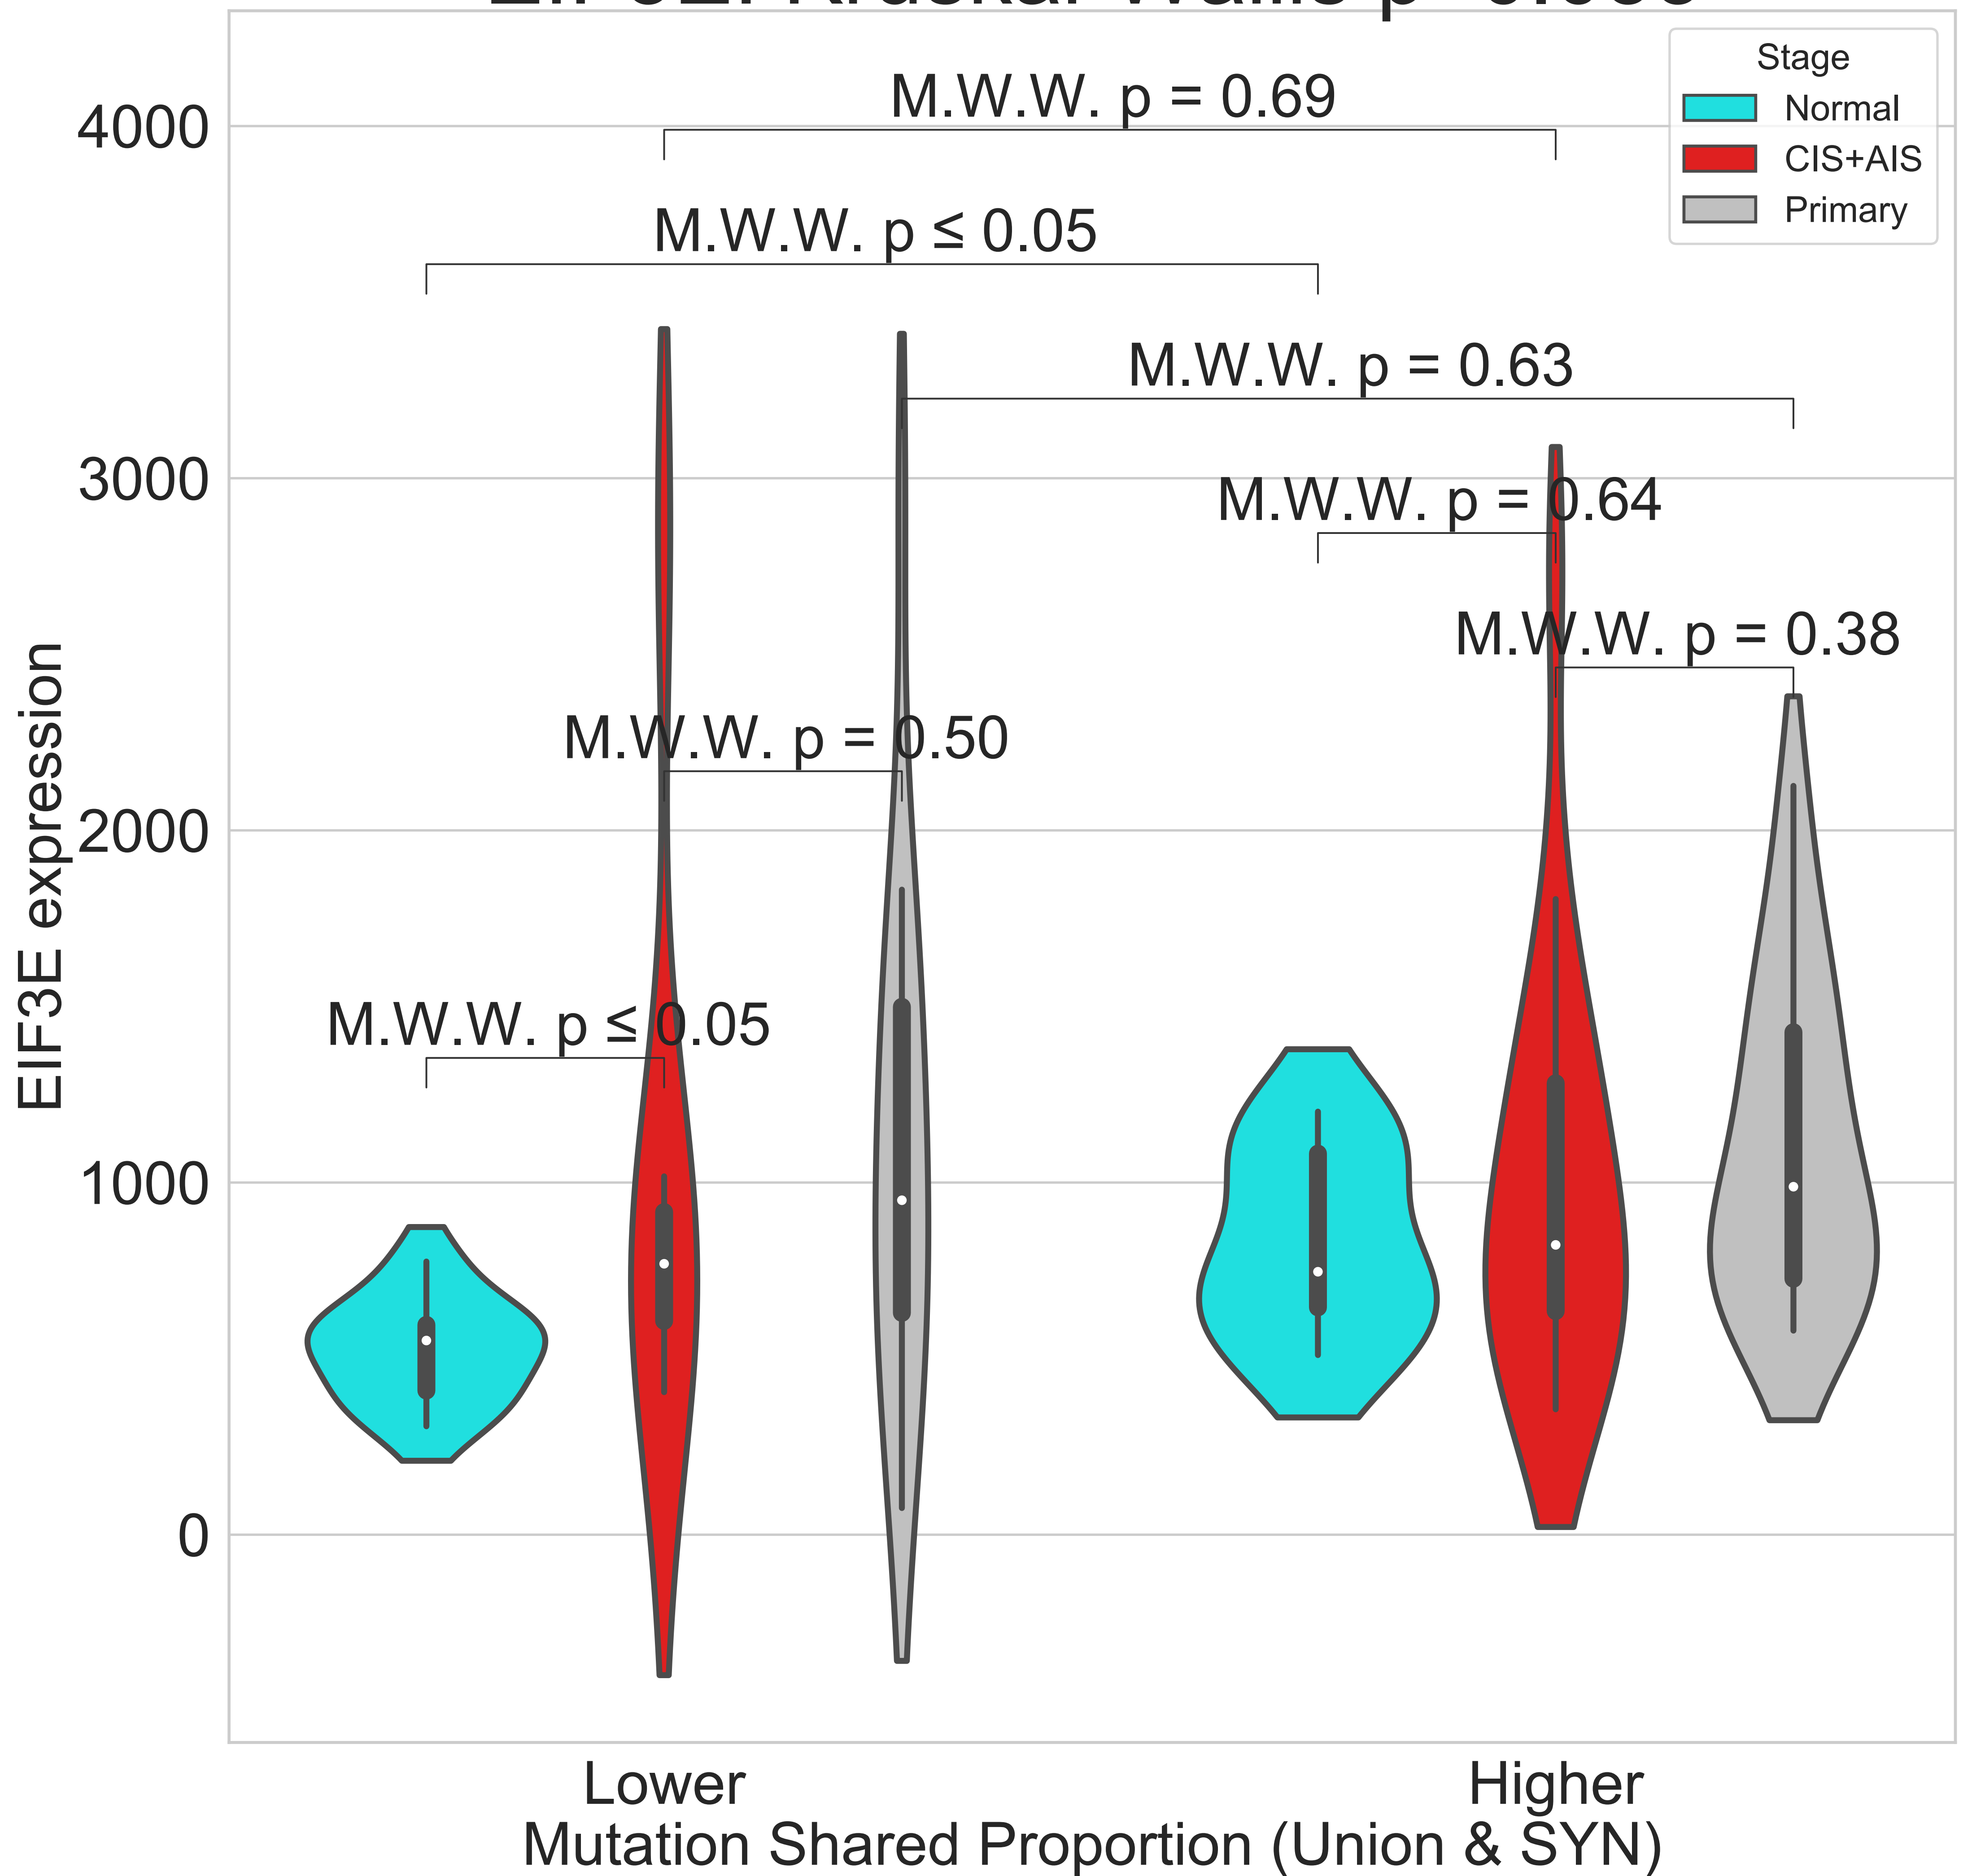 Stage
Normal
CIS+AIS
Primary
M.W.W. p = 0.69
M.W.W. p ≤ 0.05
M.W.W. p = 0.63
M.W.W. p = 0.64
M.W.W. p = 0.38
M.W.W. p = 0.50
M.W.W. p ≤ 0.05
4000
3000
2000
1000
0
EIF3E expression
Lower
Higher
Mutation Shared Proportion (Union & SYN)